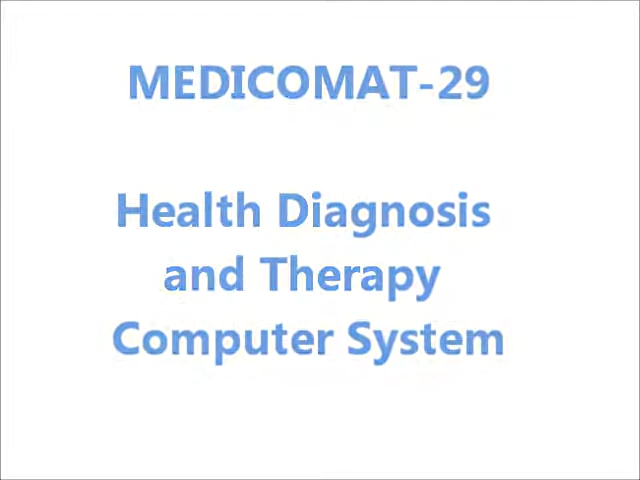 MEDICOMAT-29
Health Diagnosis
and Therapy
Computer System